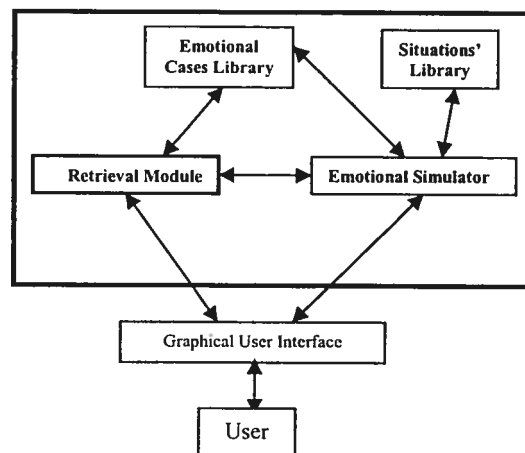 Emotional
Cases Library
Situations'
Library
Retrieval Module
Emotional Simulator
Graphical User Interface
User